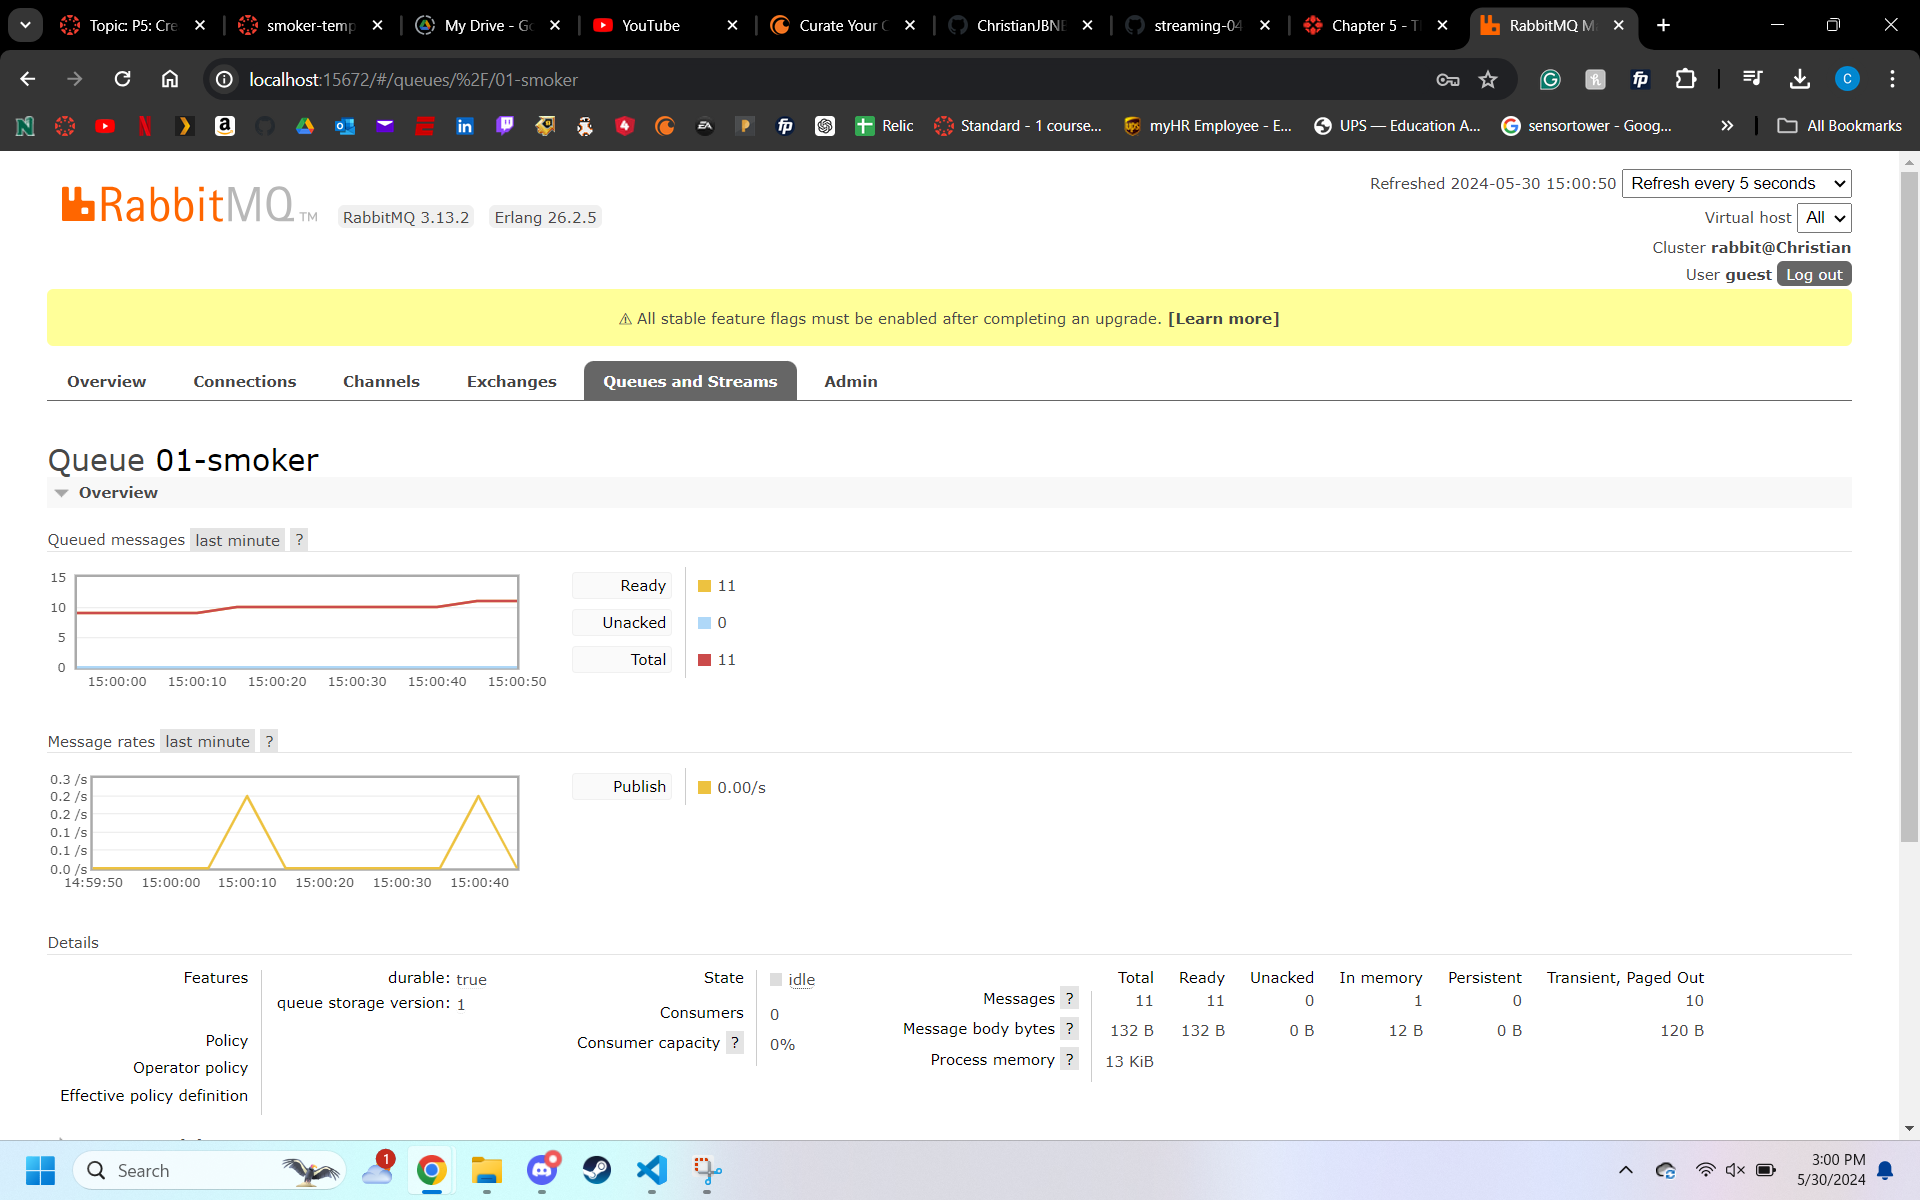 Topic: P5: Cre
smoker-temp
My Drive - Go
YouTube
Curate Your C
ChristianJBNE
streaming-04
Chapter 5 - Th
RabbitMQ Ma
localhost:15672/#/queues/%2F/01-smoker
C
Relic
Standard - 1 course...
myHR Employee - E...
UPS — Education A...
sensortower - Goog...
All Bookmarks
RabbitMQ TM
RabbitMQ 3.13.2
Erlang 26.2.5
Refreshed 2024-05-30 15:00:50
Refresh every 5 seconds
Virtual host All
Cluster rabbit@Christian
User guest Log out
⚠ All stable feature flags must be enabled after completing an upgrade. [Learn more]
Overview
Connections
Channels
Exchanges
Queues and Streams
Admin
Queue 01-smoker
Overview
Queued messages last minute ?
15
10
5
0
15:00:00 15:00:10 15:00:20 15:00:30 15:00:40 15:00:50
Ready 11
Unacked 0
Total 11
Message rates last minute ?
0.3 /s
0.2 /s
0.2 /s
0.1 /s
0.1 /s
0.0 /s
14:59:50 15:00:00 15:00:10 15:00:20 15:00:30 15:00:40
Publish 0.00/s
Details
Features
durable: true
queue storage version: 1
Policy
Operator policy
Effective policy definition
State idle
Consumers 0
Consumer capacity ? 0%
Total Ready Unacked In memory Persistent Transient, Paged Out
Messages ? 11 11 0 1 0 10
Message body bytes ? 132 B 132 B 0 B 12 B 0 B 120 B
Process memory ? 13 KiB
Search
1
3:00 PM
5/30/2024